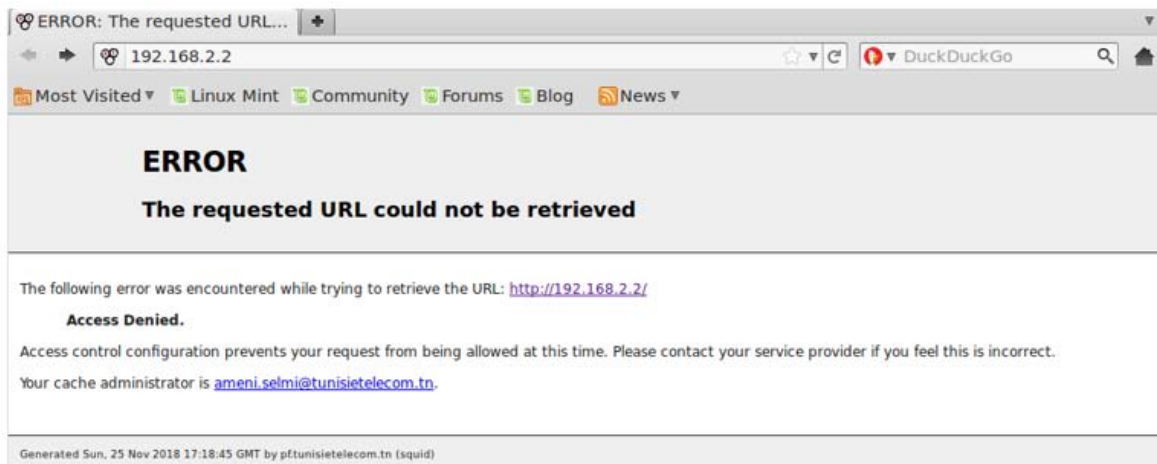 ERROR: The requested URL...
192.168.2.2
DuckDuckGo
Most Visited Linux Mint Community Forums Blog News
ERROR
The requested URL could not be retrieved
The following error was encountered while trying to retrieve the URL: http://192.168.2.2/
Access Denied.
Access control configuration prevents your request from being allowed at this time. Please contact your service provider if you feel this is incorrect.
Your cache administrator is ameni.selmi@tunisietelecom.tn.
Generated Sun, 25 Nov 2018 17:18:45 GMT by pf.tunisietelecom.tn (squid)